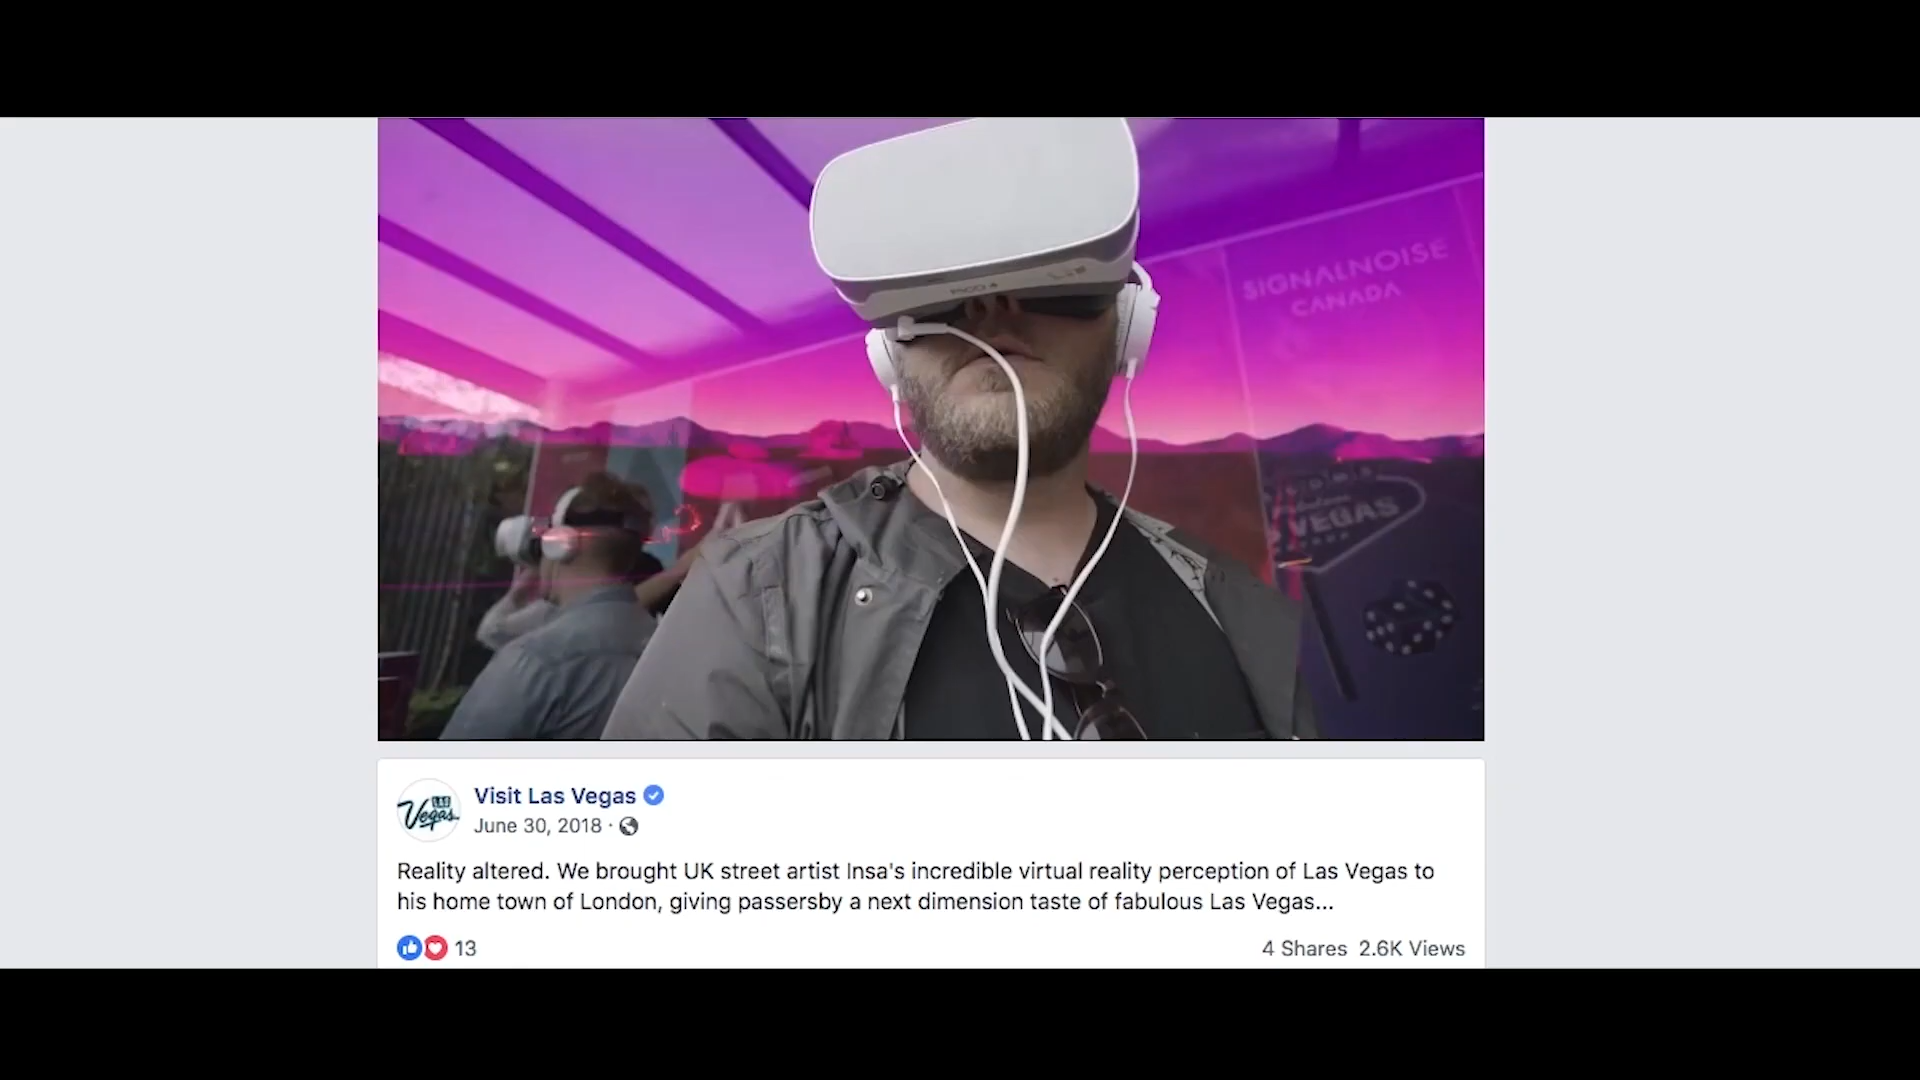 SIGNALNOISE
CANADA
VEGAS
LAS
Vegas
Visit Las Vegas
June 30, 2018 ·
Reality altered. We brought UK street artist Insa's incredible virtual reality perception of Las Vegas to
his home town of London, giving passersby a next dimension taste of fabulous Las Vegas...
13
4 Shares 2.6K Views